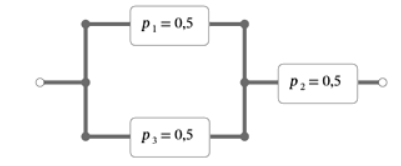 p₁ = 0,5
p₂ = 0,5
p₃ = 0,5